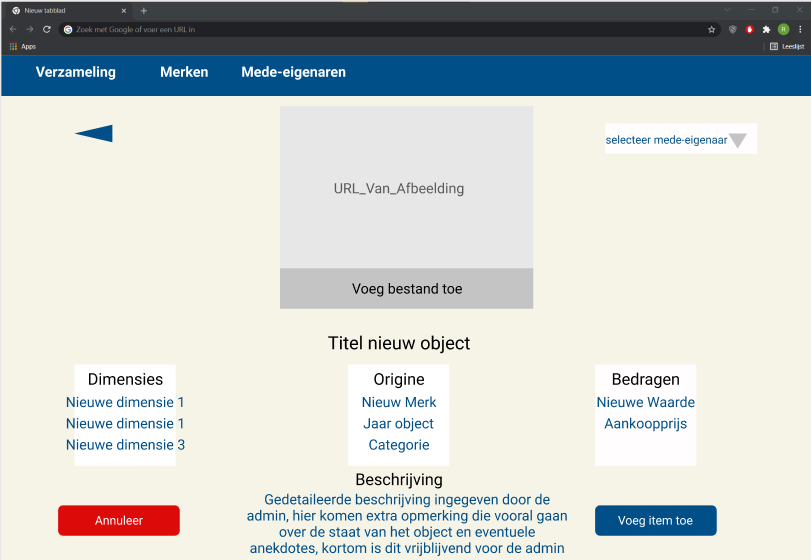 Nieuw tabblad
Zoek met Google of voer een URL in
Apps
Leeslijst
Verzameling Merken Mede-eigenaren
selecteer mede-eigenaar
URL_Van_Afbeelding
Voeg bestand toe
Titel nieuw object
Dimensies
Nieuwe dimensie 1
Nieuwe dimensie 1
Nieuwe dimensie 3
Origine
Nieuw Merk
Jaar object
Categorie
Bedragen
Nieuwe Waarde
Aankoopprijs
Beschrijving
Gedetaileerde beschrijving ingegeven door de
admin, hier komen extra opmerking die vooral gaan
over de staat van het object en eventuele
anekdotes, kortom is dit vrijblijvend voor de admin
Annuleer
Voeg item toe